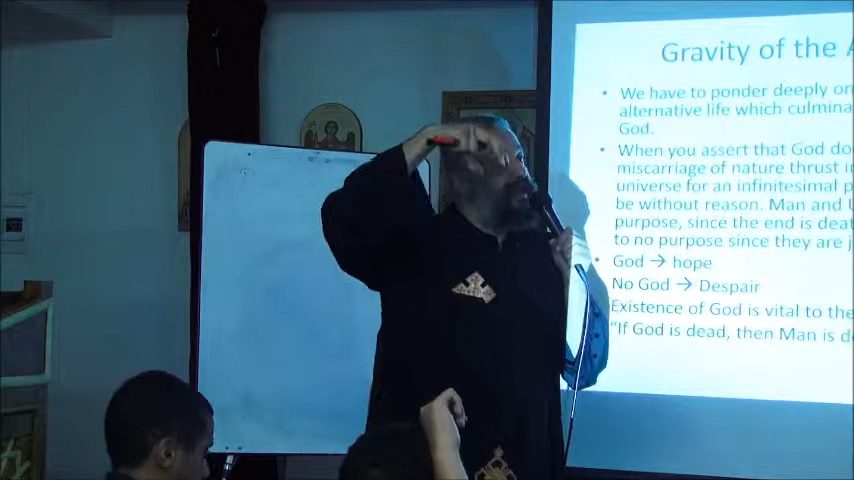 Gravity of the
We have to ponder deeply on
alternative life which culmina
God.
When you assert that God do
miscarriage of nature thrust i
universe for an infinitesimal p
be without reason. Man and U
purpose, since the end is deat
to no purpose since they are j
God → hope
No God → Despair
Existence of God is vital to the
"If God is dead, then Man is de